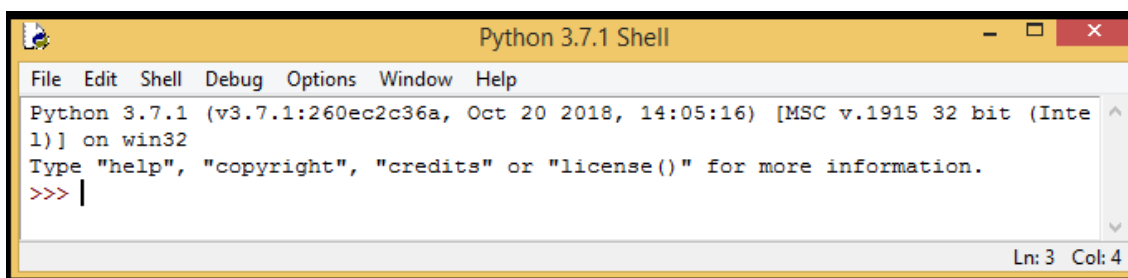 Python 3.7.1 Shell
File Edit Shell Debug Options Window Help
Python 3.7.1 (v3.7.1:260ec2c36a, Oct 20 2018, 14:05:16) [MSC v.1915 32 bit (Inte
l)] on win32
Type "help", "copyright", "credits" or "license()" for more information.
>>>
Ln: 3 Col: 4